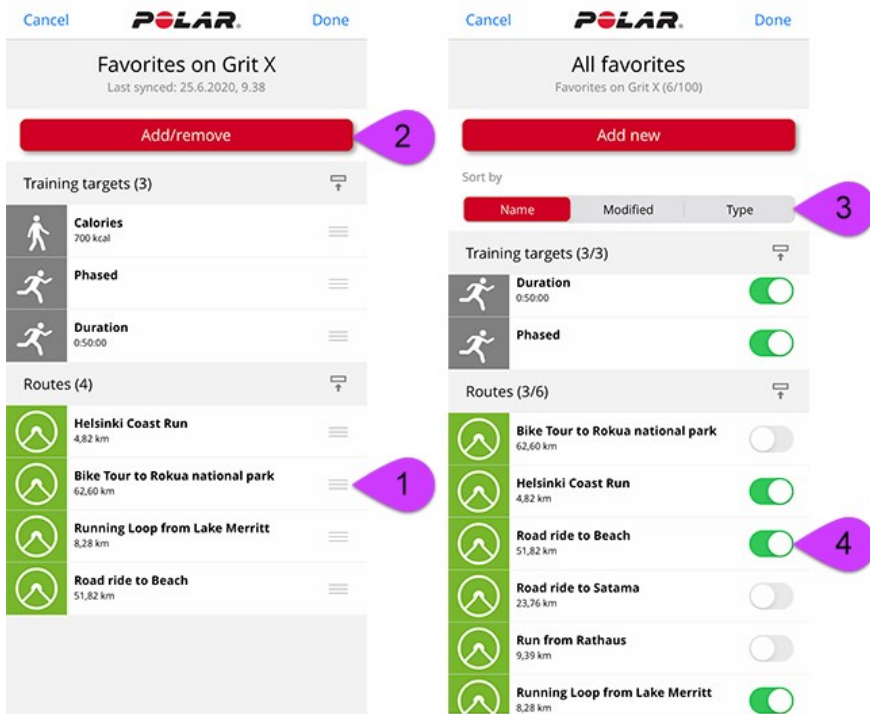 Cancel
POLAR.
Done
Favorites on Grit X
Last synced: 25.6.2020, 9.38
Add/remove
2
Training targets (3)
Calories
700 kcal
Phased
Duration
0:50:00
Routes (4)
Helsinki Coast Run
4,82 km
Bike Tour to Rokua national park
62,60 km
1
Running Loop from Lake Merritt
8,28 km
Road ride to Beach
51,82 km
Cancel
POLAR.
Done
All favorites
Favorites on Grit X (6/100)
Add new
Sort by
Name Modified Type
3
Training targets (3/3)
Duration
0:50:00
Phased
Routes (3/6)
Bike Tour to Rokua national park
62,60 km
Helsinki Coast Run
4,82 km
Road ride to Beach
51,82 km
4
Road ride to Satama
23,76 km
Run from Rathaus
9,39 km
Running Loop from Lake Merritt
8,28 km